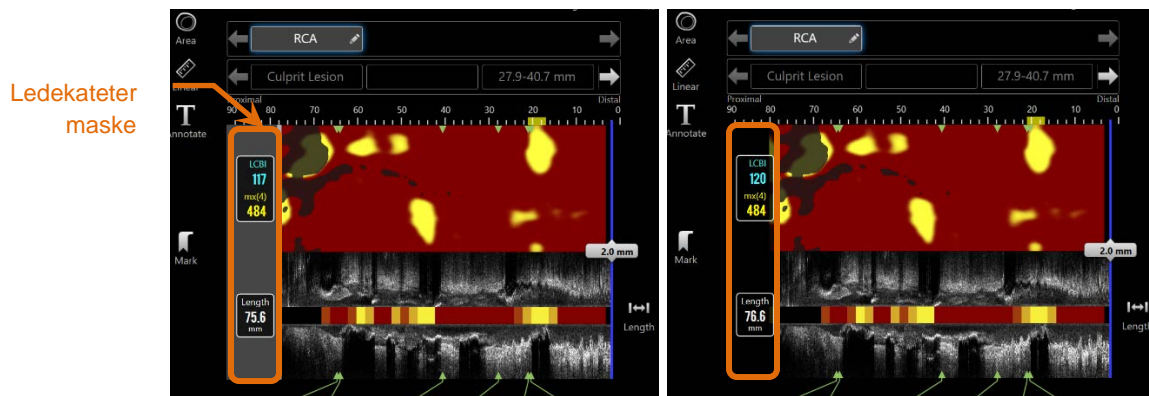 Ledekateter
maske
Area
RCA
Linear
Culprit Lesion
27.9-40.7 mm
Proximal
Distal
90 80 70 60 50 40 30 20 10 0
T
Annotate
LCBI
117
mx(4)
484
Mark
2.0 mm
Length
75.6
mm
Length
Area
RCA
Linear
Culprit Lesion
27.9-40.7 mm
Proximal
Distal
90 80 70 60 50 40 30 20 10 0
T
Annotate
LCBI
120
mx(4)
484
Mark
2.0 mm
Length
76.6
mm
Length